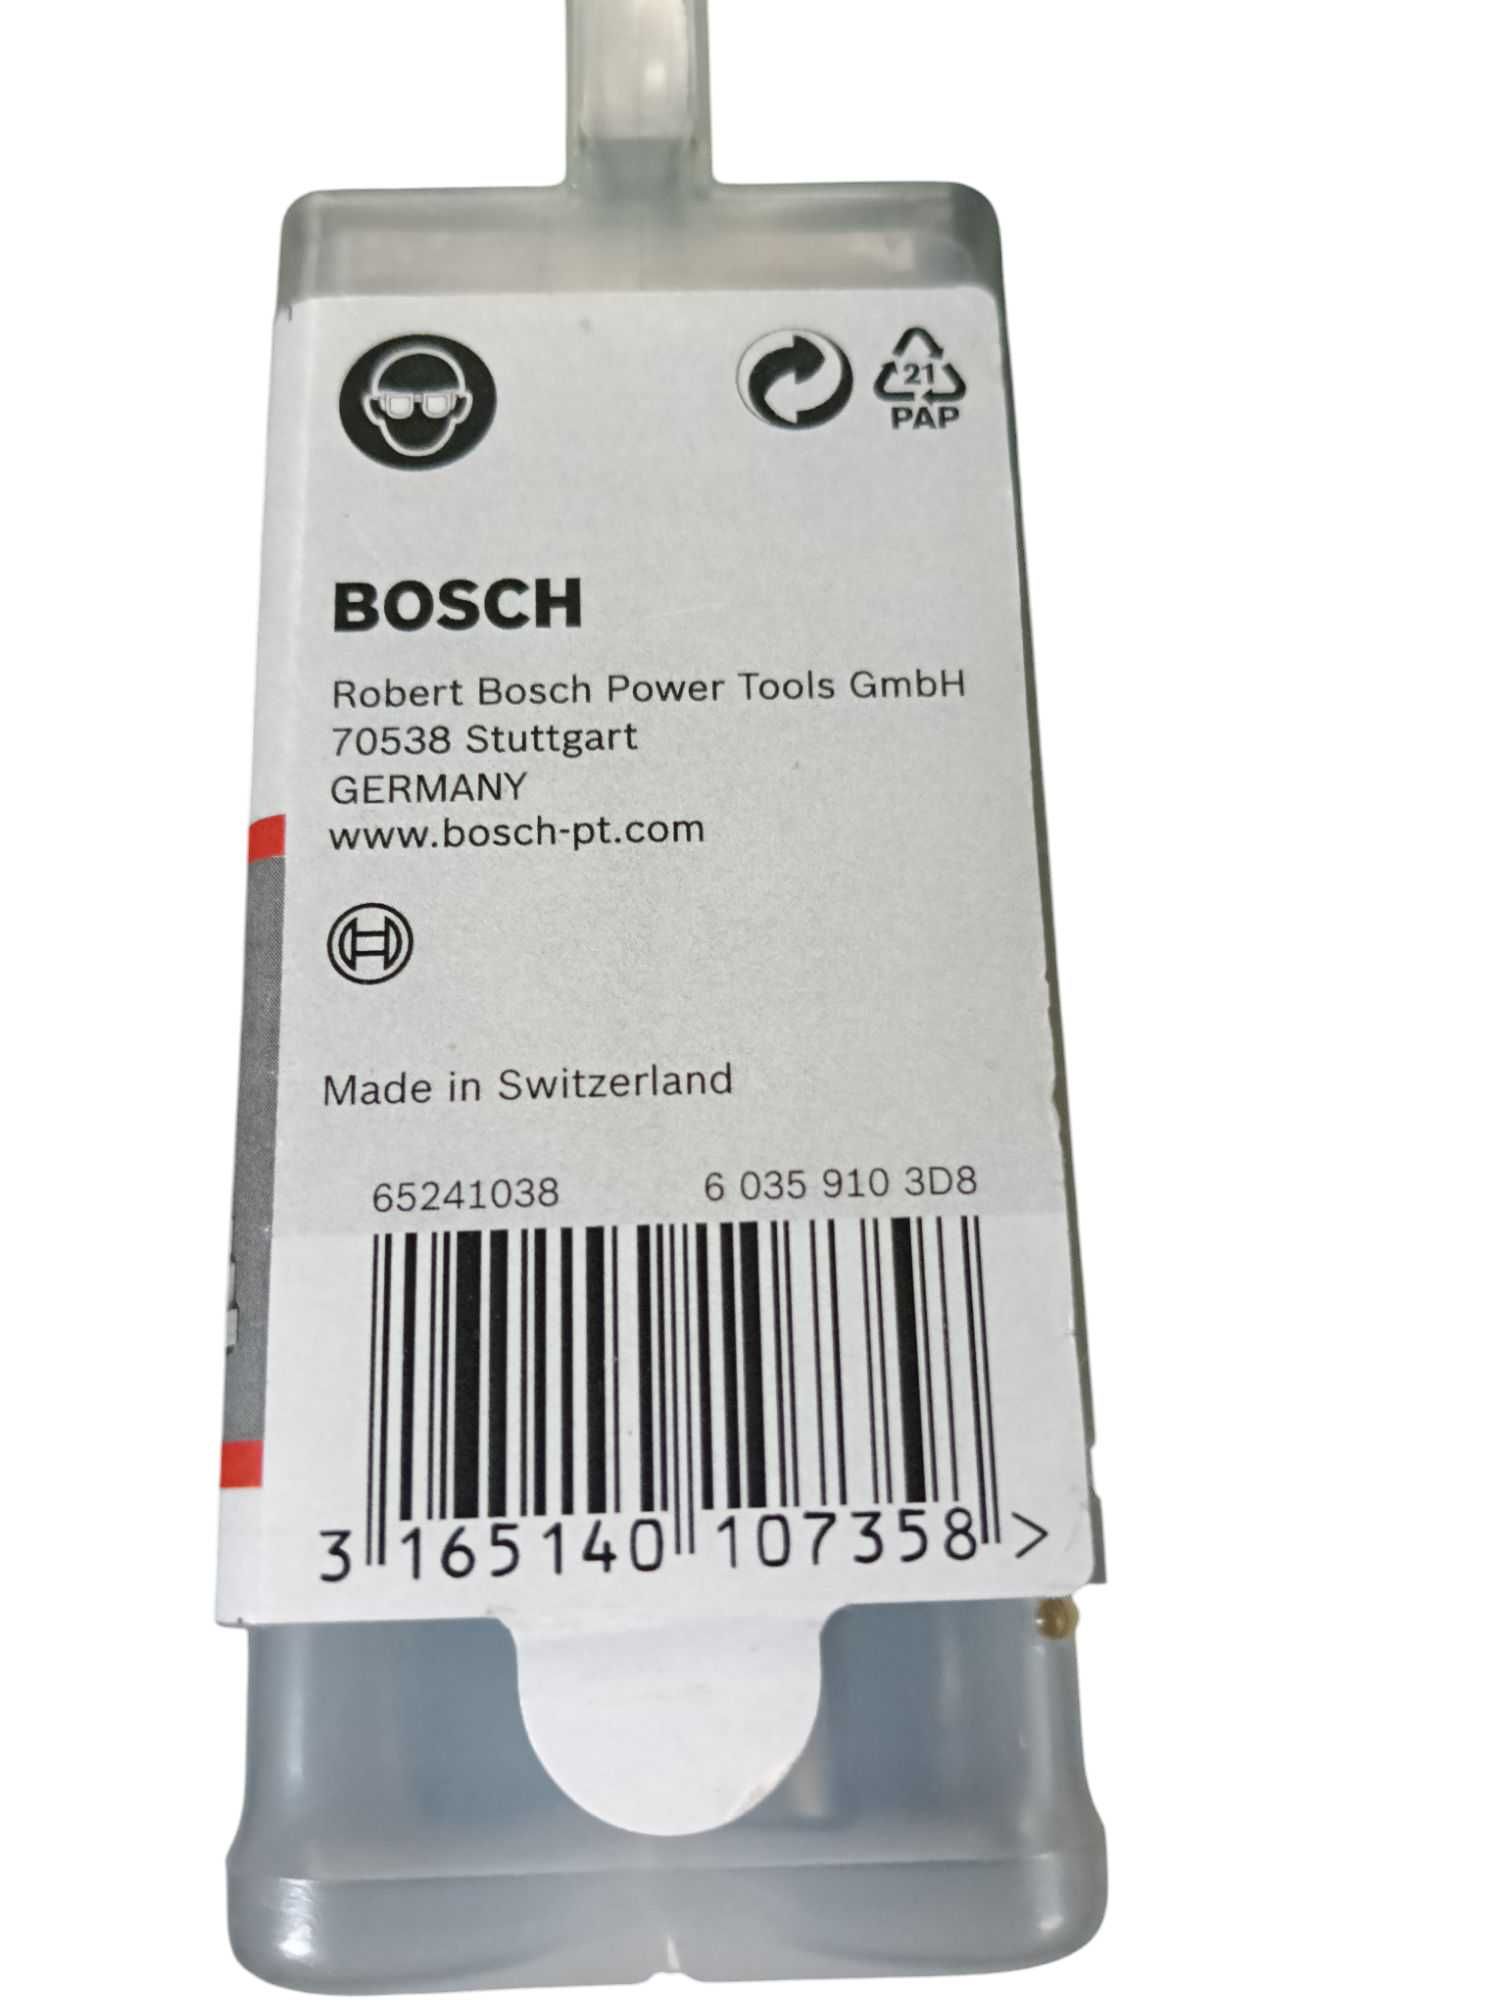 21
PAP
BOSCH
Robert Bosch Power Tools GmbH
70538 Stuttgart
GERMANY
www.bosch-pt.com
Made in Switzerland
65241038 6 035 910 3D8
3 165140 107358 >